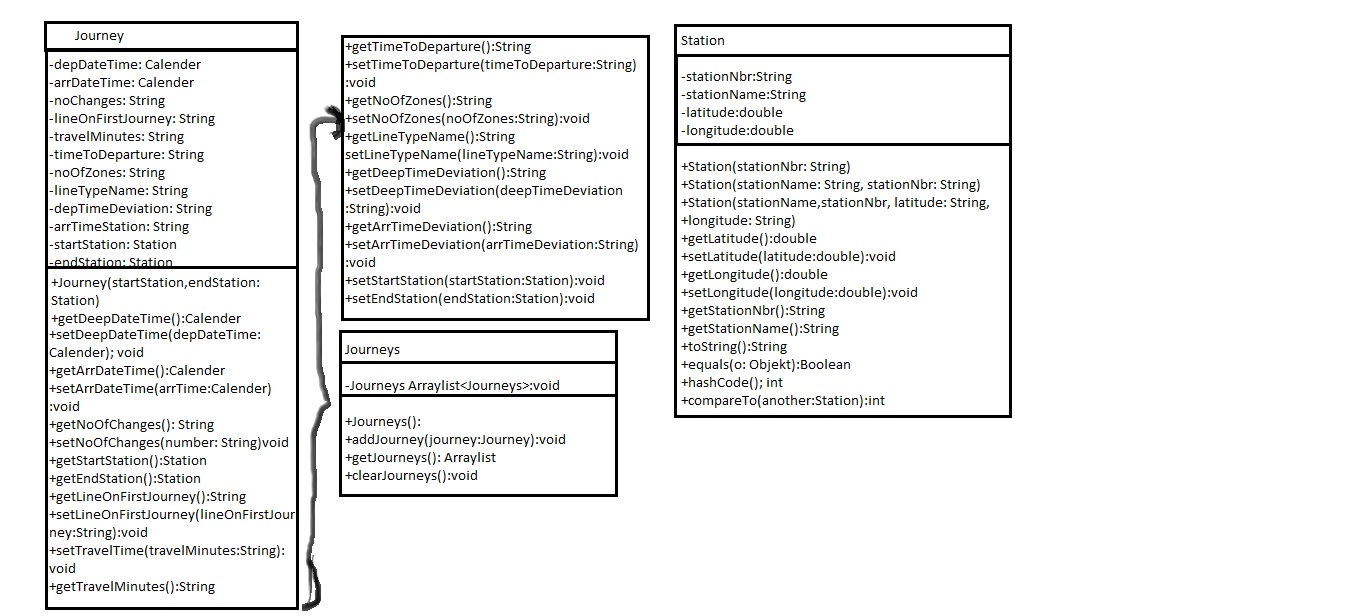 Journey
-depDateTime: Calender
-arrDateTime: Calender
-noChanges: String
-lineOnFirstJourney: String
-travelMinutes: String
-timeToDeparture: String
-noOfZones: String
-lineTypeName: String
-depTimeDeviation: String
-arrTimeStation: String
-startStation: Station
-endStation: Station
+Journey(startStation,endStation:
Station)
+getDeepDateTime():Calender
+setDeepDateTime(depDateTime:
Calender); void
+getArrDateTime():Calender
+setArrDateTime(arrTime:Calender)
:void
+getNoOfChanges(): String
+setNoOfChanges(number: String)void
+getStartStation():Station
+getEndStation():Station
+getLineOnFirstJourney():String
+setLineOnFirstJourney(lineOnFirstJour
ney:String):void
+setTravelTime(travelMinutes:String):
void
+getTravelMinutes():String
+getTimeToDeparture():String
+setTimeToDeparture(timeToDeparture:String)
:void
+getNoOfZones():String
+setNoOfZones(noOfZones:String):void
+getLineTypeName():String
setLineTypeName(lineTypeName:String):void
+getDeepTimeDeviation():String
+setDeepTimeDeviation(deepTimeDeviation
:String):void
+getArrTimeDeviation():String
+setArrTimeDeviation(arrTimeDeviation:String)
:void
+setStartStation(startStation:Station):void
+setEndStation(endStation:Station):void
Journeys
-Journeys Arraylist<Journeys>:void
+Journeys():
+addJourney(journey:Journey):void
+getJourneys(): Arraylist
+clearJourneys():void
Station
-stationNbr:String
-stationName:String
-latitude:double
-longitude:double
+Station(stationNbr: String)
+Station(stationName: String, stationNbr: String)
+Station(stationName,stationNbr, latitude: String,
+longitude: String)
+getLatitude():double
+setLatitude(latitude:double):void
+getLongitude():double
+setLongitude(longitude:double):void
+getStationNbr():String
+getStationName():String
+toString():String
+equals(o: Objekt):Boolean
+hashCode(); int
+compareTo(another:Station):int